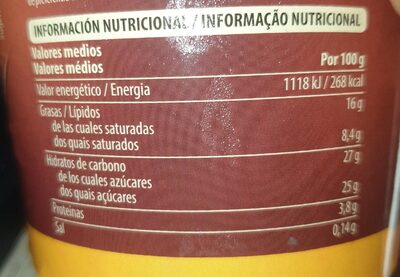 INFORMACIÓN NUTRICIONAL / INFORMAÇÃO NUTRICIONAL
Valores medios
Valores médios Por 100 g
Valor energético / Energia 1118 kJ / 268 kcal
Grasas / Lípidos 16 g
de las cuales saturadas
dos quais saturados 8,4 g
Hidratos de carbono 27 g
de los cuales azúcares
dos quais açúcares 25 g
Proteínas 3,8 g
Sal 0,14 g